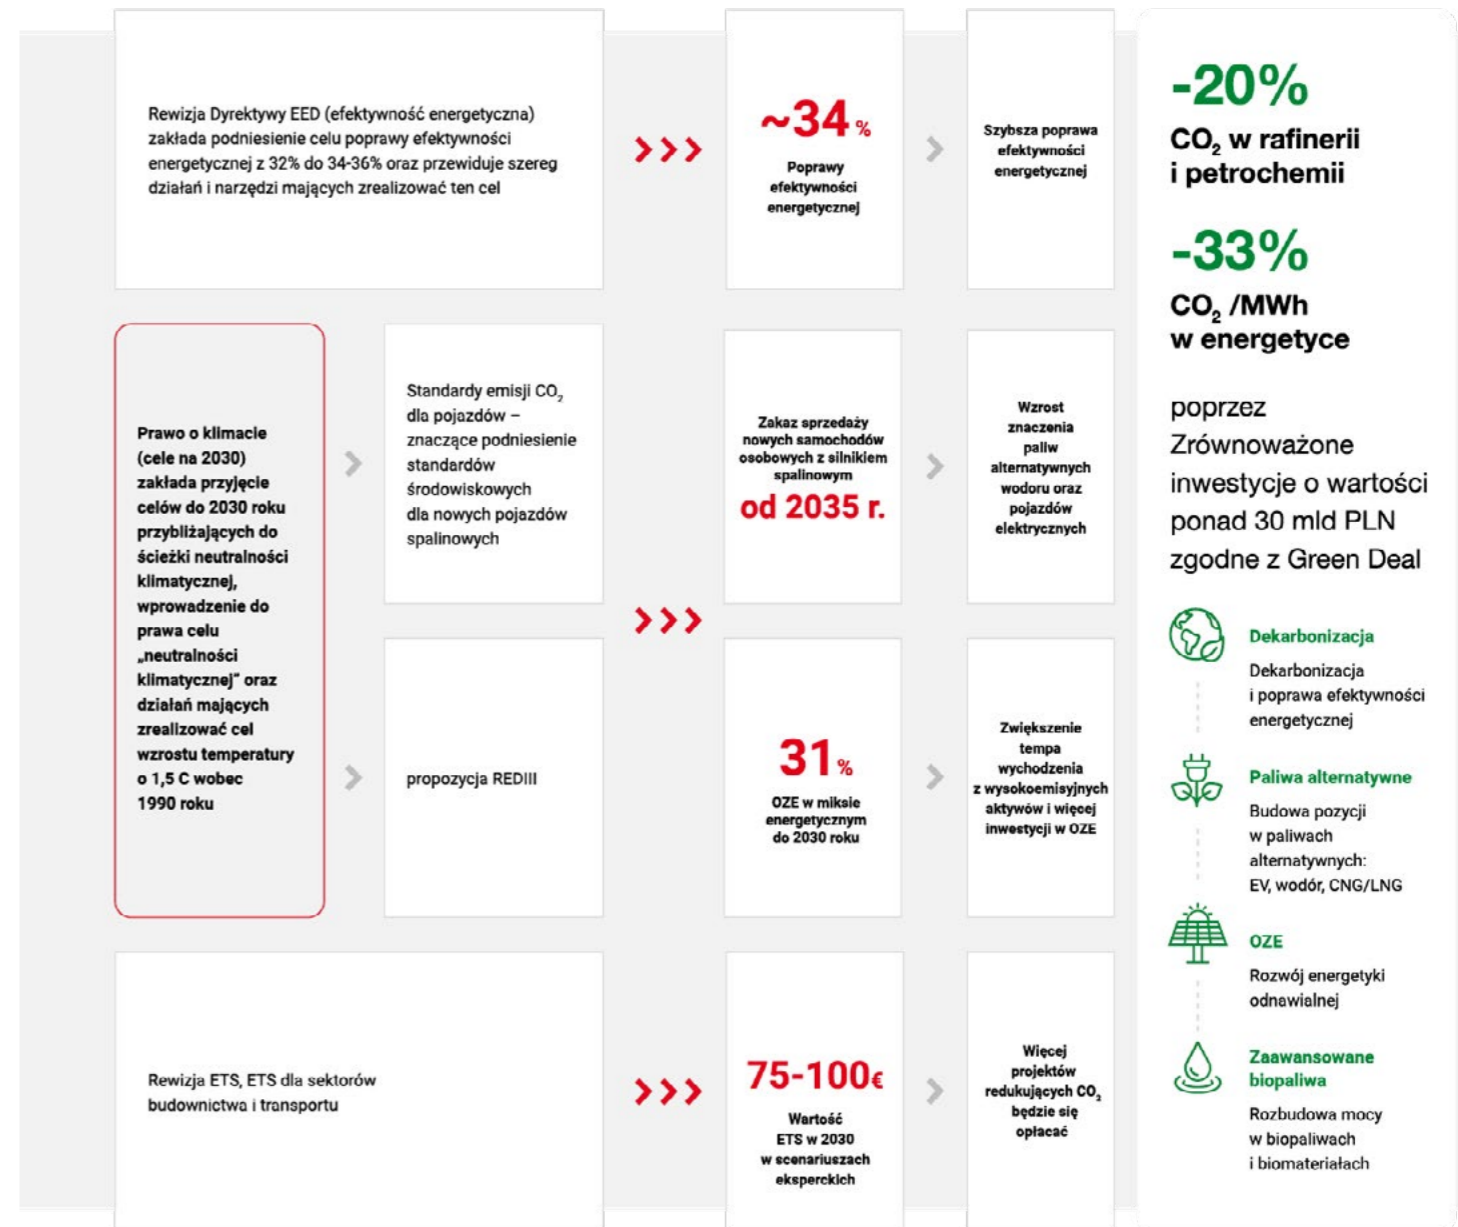 Rewizja Dyrektywy EED (efektywność energetyczna)
zakłada podniesienie celu poprawy efektywności
energetycznej z 32% do 34-36% oraz przewiduje szereg
działań i narzędzi mających zrealizować ten cel
~34 %
Poprawy
efektywności
energetycznej
Szybsza poprawa
efektywności
energetycznej
Prawo o klimacie
(cele na 2030)
zakłada przyjęcie
celów do 2030 roku
przybliżających do
ścieżki neutralności
klimatycznej,
wprowadzenie do
prawa celu
„neutralności
klimatycznej" oraz
działań mających
zrealizować cel
wzrostu temperatury
o 1,5 C wobec
1990 roku
Standardy emisji CO₂
dla pojazdów –
znaczące podniesienie
standardów
środowiskowych
dla nowych pojazdów
spalinowych
Zakaz sprzedaży
nowych samochodów
osobowych z silnikiem
spalinowym
od 2035 r.
Wzrost
znaczenia
paliw
alternatywnych
wodoru oraz
pojazdów
elektrycznych
propozycja REDIII
31 %
OZE w miksie
energetycznym
do 2030 roku
Zwiększenie
tempa
wychodzenia
z wysokoemisyjnych
aktywów i więcej
inwestycji w OZE
Rewizja ETS, ETS dla sektorów
budownictwa i transportu
75-100€
Wartość
ETS w 2030
w scenariuszach
eksperckich
Więcej
projektów
redukujących CO₂
będzie się
opłacać
-20%
CO₂ w rafinerii
i petrochemii
-33%
CO₂ /MWh
w energetyce
poprzez
Zrównoważone
inwestycje o wartości
ponad 30 mld PLN
zgodne z Green Deal
Dekarbonizacja
Dekarbonizacja
i poprawa efektywności
energetycznej
Paliwa alternatywne
Budowa pozycji
w paliwach
alternatywnych:
EV, wodór, CNG/LNG
OZE
Rozwój energetyki
odnawialnej
Zaawansowane
biopaliwa
Rozbudowa mocy
w biopaliwach
i biomateriałach